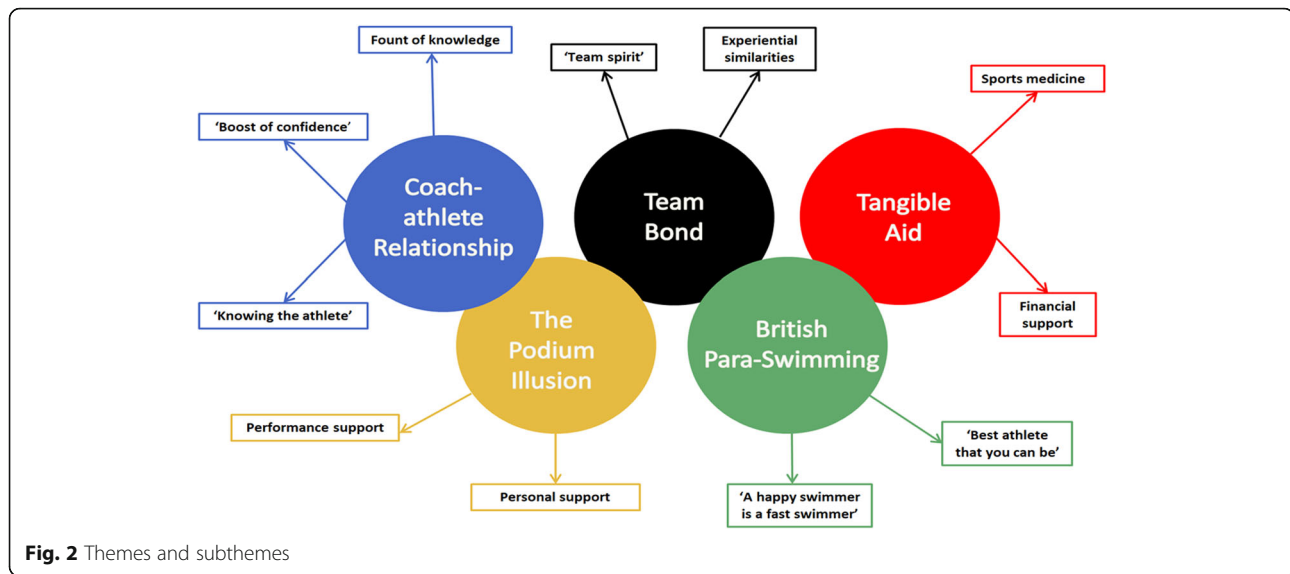 Fount of knowledge
'Team spirit'
Experiential
similarities
Sports medicine
'Boost of confidence'
Coach-
athlete
Relationship
Team
Bond
Tangible
Aid
'Knowing the athlete'
The
Podium
Illusion
British
Para-Swimming
Financial
support
Performance support
Personal support
'A happy swimmer
is a fast swimmer'
'Best athlete
that you can be'
Fig. 2 Themes and subthemes